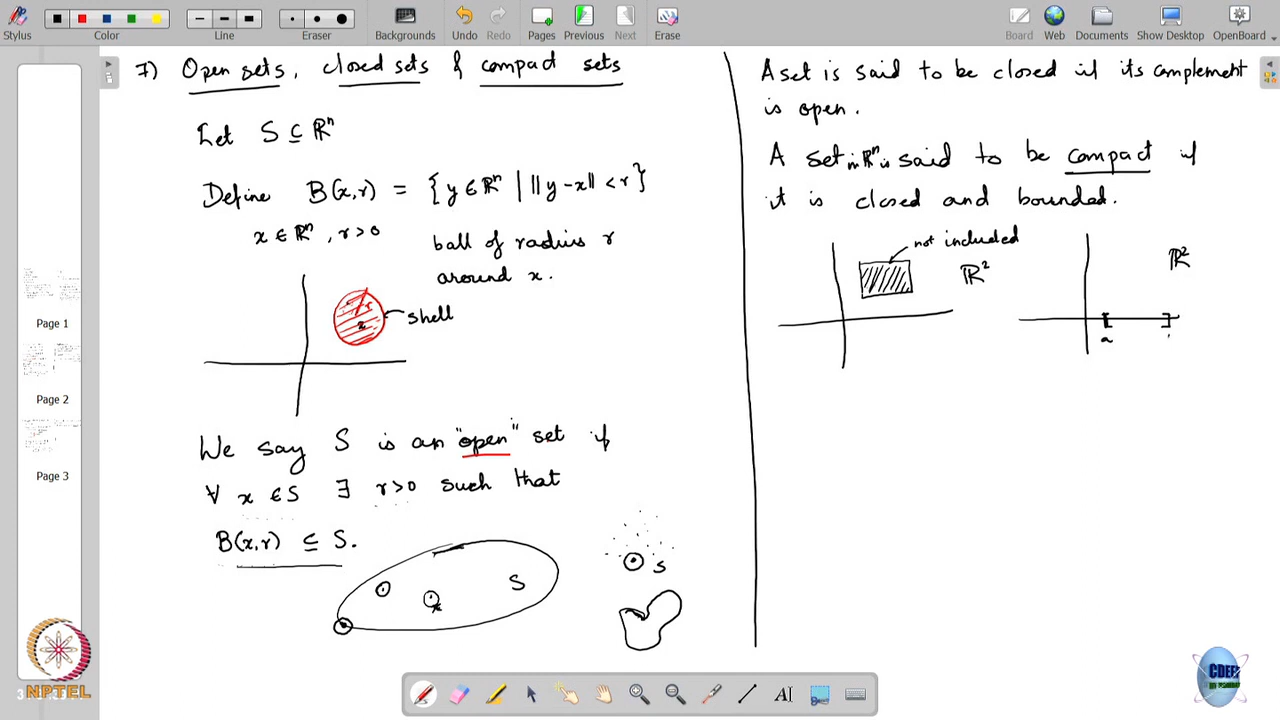 Stylus
Color
Line
Eraser
Backgrounds
Undo
Redo
Pages
Previous
Next
Erase
Board
Web
Documents
Show Desktop
OpenBoard
Page 1
Page 2
Page 3
7) Open sets, closed sets & compact sets
Let S ⊆ ℝⁿ
Define B(x,r) = { y ∈ ℝⁿ | ||y-x|| < r }
x ∈ ℝⁿ, r>0
ball of radius r
around x.
r
x
shell
We say S is an "open" set if
∀ x ∈ S ∃ r>0 such that
B(x,r) ⊆ S.
x
S
S
A set is said to be closed if its complement
is open.
A set in ℝⁿ is said to be compact if
it is closed and bounded.
not included
ℝ²
ℝ²
a
NPTEL
CDEEP
AI